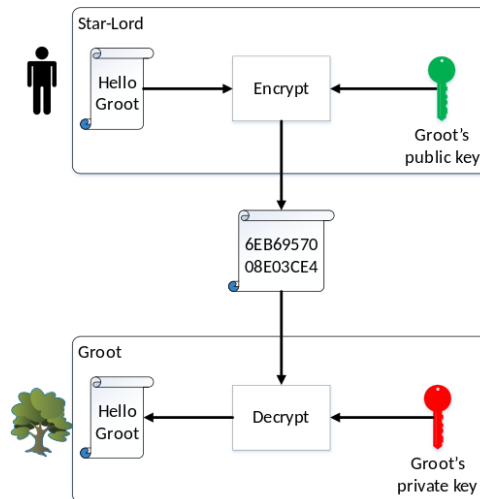 Star-Lord
Hello
Groot
Encrypt
Groot's
public key
6EB69570
08E03CE4
Groot
Hello
Groot
Decrypt
Groot's
private key